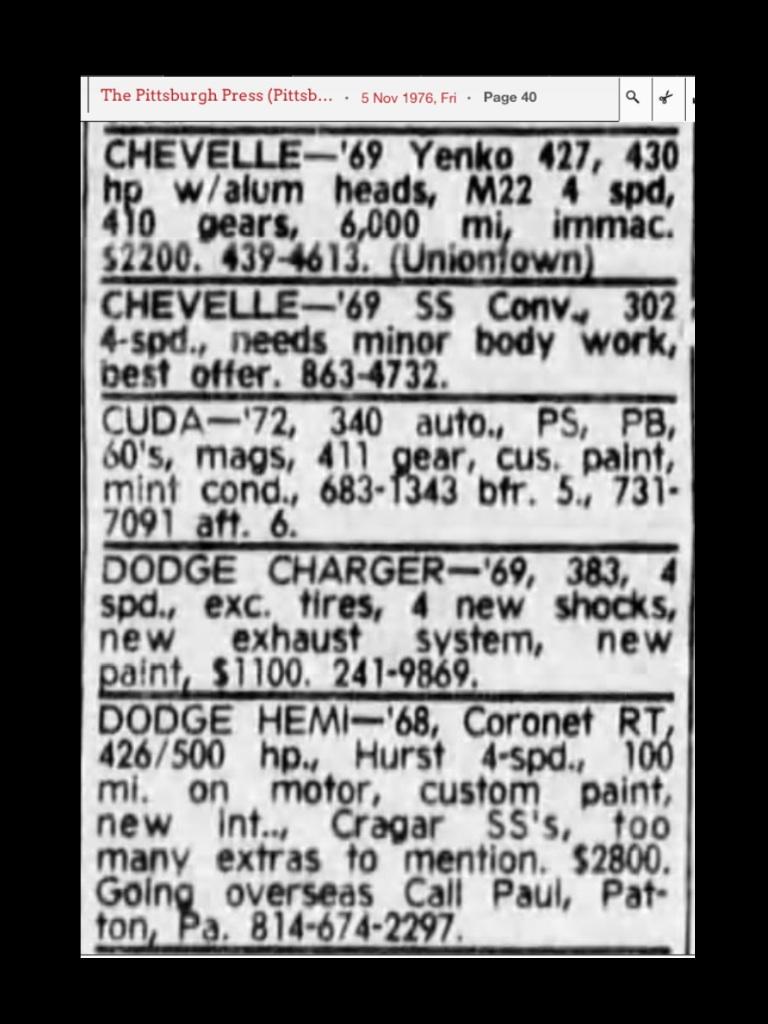 The Pittsburgh Press (Pittsb... · 5 Nov 1976, Fri · Page 40
CHEVELLE—'69 Yenko 427, 430
hp w/alum heads, M22 4 spd,
410 gears, 6,000 mi, immac.
$2200. 439-4613. (Uniontown)
CHEVELLE—'69 SS Conv., 302
4-spd., needs minor body work,
best offer. 863-4732.
CUDA—'72, 340 auto., PS, PB,
60's, mags, 411 gear, cus. paint,
mint cond., 683-1343 bfr. 5., 731-
7091 aft. 6.
DODGE CHARGER—'69, 383, 4
spd., exc. tires, 4 new shocks,
new exhaust system, new
paint, $1100. 241-9869.
DODGE HEMI—'68, Coronet RT,
426/500 hp., Hurst 4-spd., 100
mi. on motor, custom paint,
new int.., Cragar SS's, too
many extras to mention. $2800.
Going overseas Call Paul, Pat-
ton, Pa. 814-674-2297.